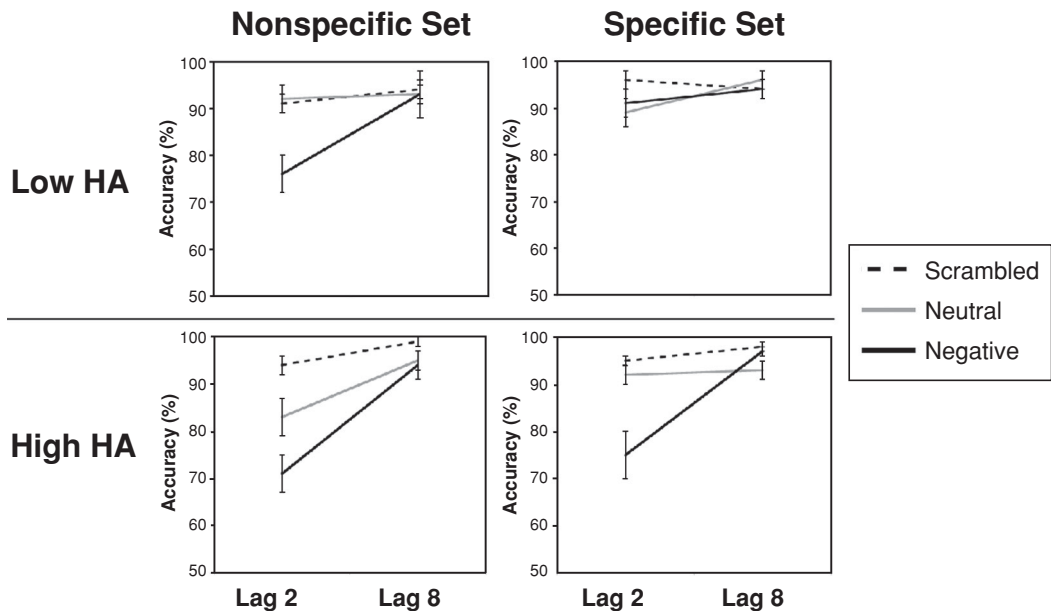 Nonspecific Set
Specific Set
Low HA
Accuracy (%)
100
90
80
70
60
50
Accuracy (%)
100
90
80
70
60
50
Scrambled
Neutral
Negative
High HA
Accuracy (%)
100
90
80
70
60
50
Accuracy (%)
100
90
80
70
60
50
Lag 2
Lag 8
Lag 2
Lag 8